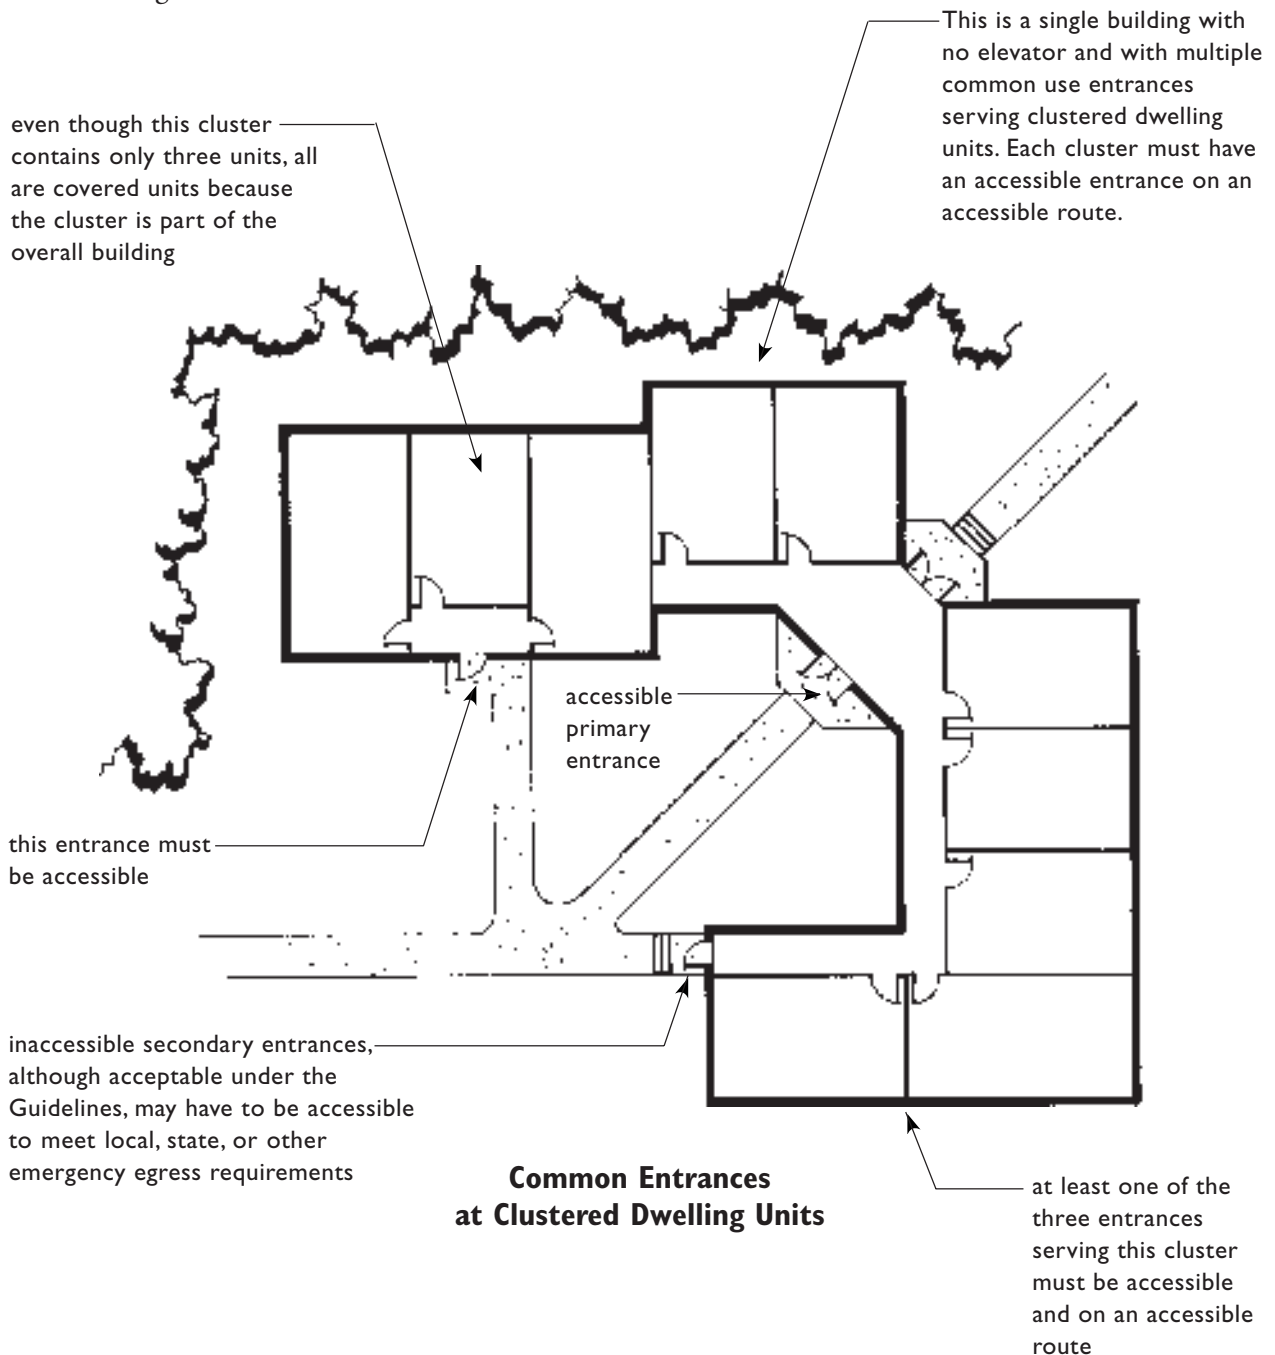 This is a single building with
no elevator and with multiple
common use entrances
serving clustered dwelling
units. Each cluster must have
an accessible entrance on an
accessible route.
even though this cluster
contains only three units, all
are covered units because
the cluster is part of the
overall building
accessible
primary
entrance
this entrance must
be accessible
inaccessible secondary entrances,
although acceptable under the
Guidelines, may have to be accessible
to meet local, state, or other
emergency egress requirements
Common Entrances
at Clustered Dwelling Units
at least one of the
three entrances
serving this cluster
must be accessible
and on an accessible
route